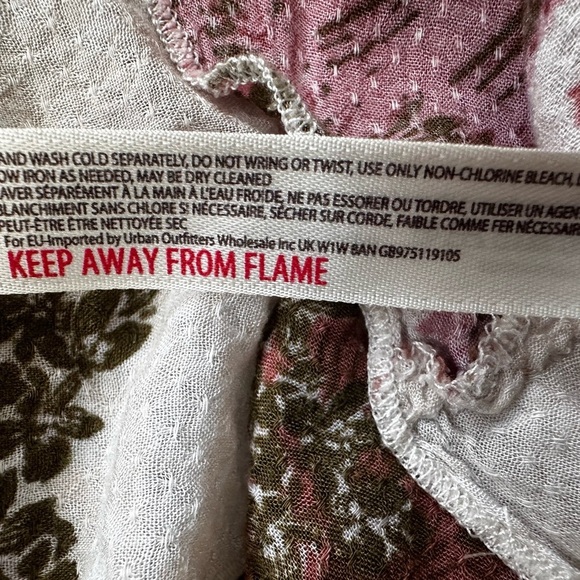 AND WASH COLD SEPARATELY, DO NOT WRING OR TWIST, USE ONLY NON-CHLORINE BLEACH,
OW IRON AS NEEDED, MAY BE DRY CLEANED
AVER SÉPARÉMENT À LA MAIN À L'EAU FROIDE, NE PAS ESSORER OU TORDRE, UTILISER UN AGEN
BLANCHIMENT SANS CHLORE SI NÉCESSAIRE, SÉCHER SUR CORDE, FAIBLE COMME FER NÉCESSAIRE
PEUT-ÊTRE ÊTRE NETTOYÉE SEC
For EU-Imported by Urban Outfitters Wholesale Inc UK W1W 8AN GB975119105
KEEP AWAY FROM FLAME